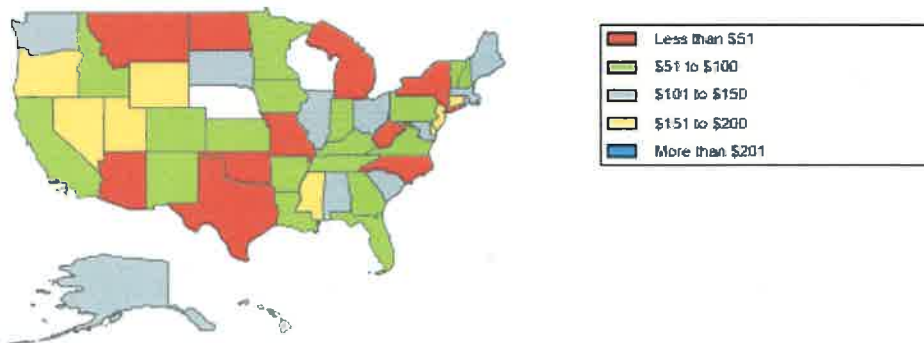 Less than $51
$51 to $100
$101 to $150
$151 to $200
More than $201